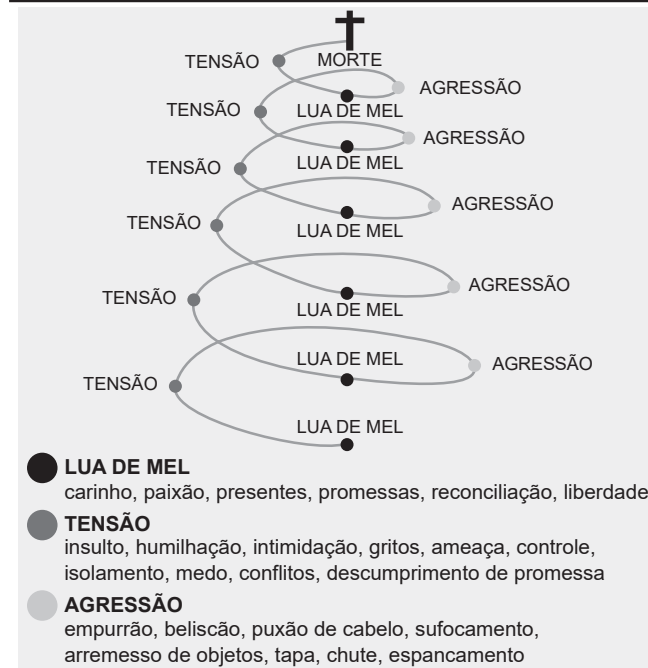 TENSÃO
MORTE
AGRESSÃO
TENSÃO
LUA DE MEL
AGRESSÃO
TENSÃO
LUA DE MEL
AGRESSÃO
TENSÃO
LUA DE MEL
AGRESSÃO
TENSÃO
LUA DE MEL
LUA DE MEL
AGRESSÃO
TENSÃO
LUA DE MEL
LUA DE MEL
carinho, paixão, presentes, promessas, reconciliação, liberdade
TENSÃO
insulto, humilhação, intimidação, gritos, ameaça, controle,
isolamento, medo, conflitos, descumprimento de promessa
AGRESSÃO
empurrão, beliscão, puxão de cabelo, sufocamento,
arremesso de objetos, tapa, chute, espancamento